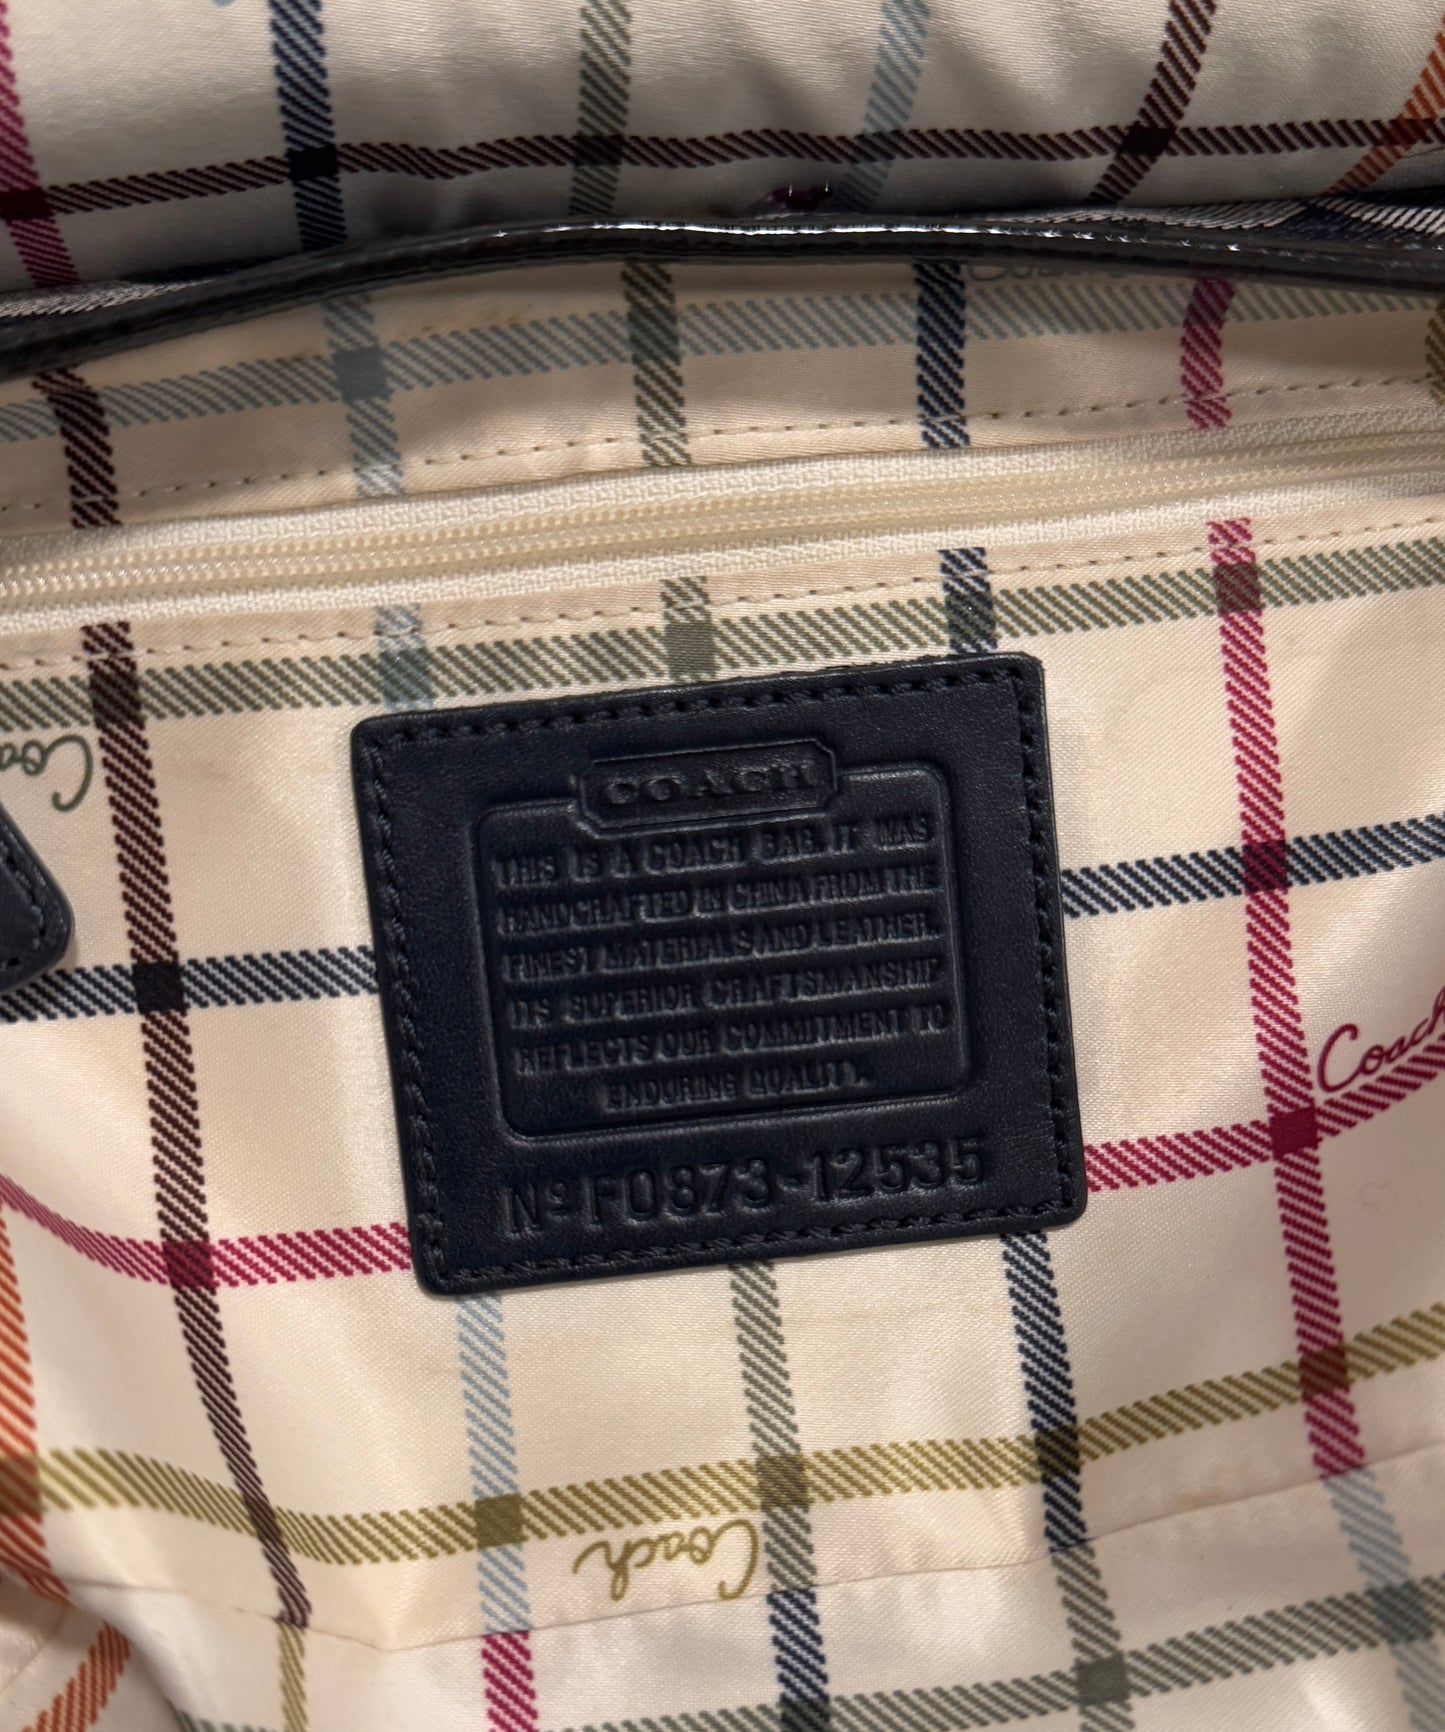 Coach
COACH
THIS IS A COACH BAG. IT WAS
HANDCRAFTED IN CHINA FROM THE
FINEST MATERIALS AND LEATHER.
ITS SUPERIOR CRAFTSMANSHIP
REFLECTS OUR COMMITMENT TO
ENDURING QUALITY.
Nº F0873-12535
Coach
Coach